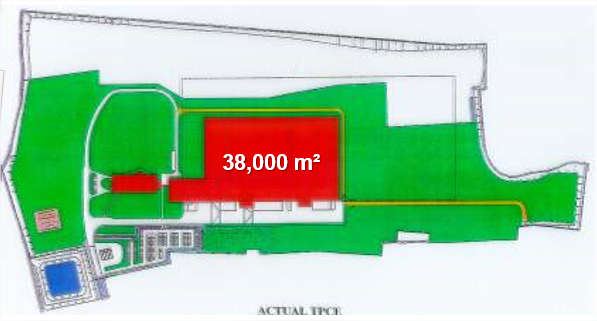 38,000 m²
ACTUAL TPCE